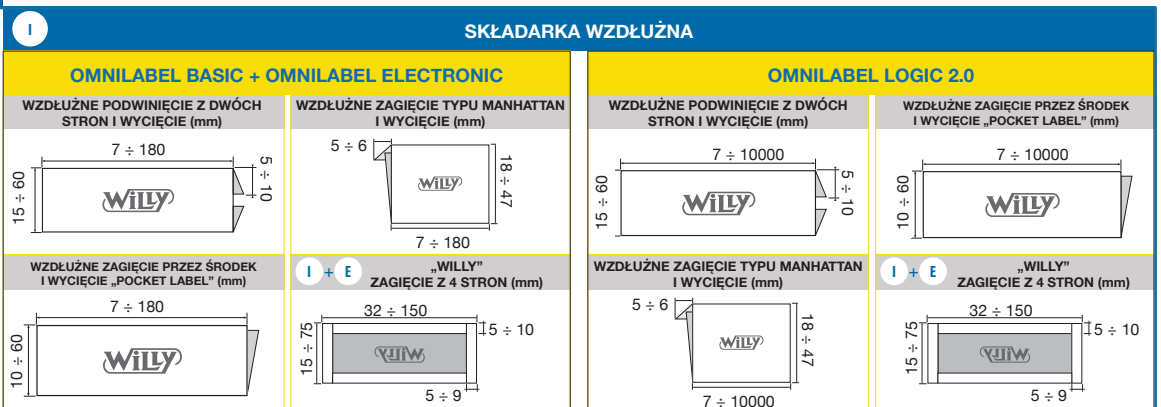 I
SKŁADARKA WZDŁUŻNA
OMNILABEL BASIC + OMNILABEL ELECTRONIC
WZDŁUŻNE PODWINIĘCIE Z DWÓCH
STRON I WYCIĘCIE (mm)
7 ÷ 180
5 ÷ 10
15 ÷ 60
WiLLY
WZDŁUŻNE ZAGIĘCIE TYPU MANHATTAN
I WYCIĘCIE (mm)
5 ÷ 6
18 ÷ 47
WiLLY
7 ÷ 180
WZDŁUŻNE ZAGIĘCIE PRZEZ ŚRODEK
I WYCIĘCIE „POCKET LABEL” (mm)
7 ÷ 180
10 ÷ 60
WiLLY
I + E
„WILLY”
ZAGIĘCIE Z 4 STRON (mm)
32 ÷ 150
5 ÷ 10
15 ÷ 75
WiLLY
5 ÷ 9
OMNILABEL LOGIC 2.0
WZDŁUŻNE PODWINIĘCIE Z DWÓCH
STRON I WYCIĘCIE (mm)
7 ÷ 10000
5 ÷ 10
15 ÷ 60
WiLLY
WZDŁUŻNE ZAGIĘCIE PRZEZ ŚRODEK
I WYCIĘCIE „POCKET LABEL” (mm)
7 ÷ 10000
10 ÷ 60
WiLLY
WZDŁUŻNE ZAGIĘCIE TYPU MANHATTAN
I WYCIĘCIE (mm)
5 ÷ 6
18 ÷ 47
WiLLY
7 ÷ 10000
I + E
„WILLY”
ZAGIĘCIE Z 4 STRON (mm)
32 ÷ 150
5 ÷ 10
15 ÷ 75
WiLLY
5 ÷ 9